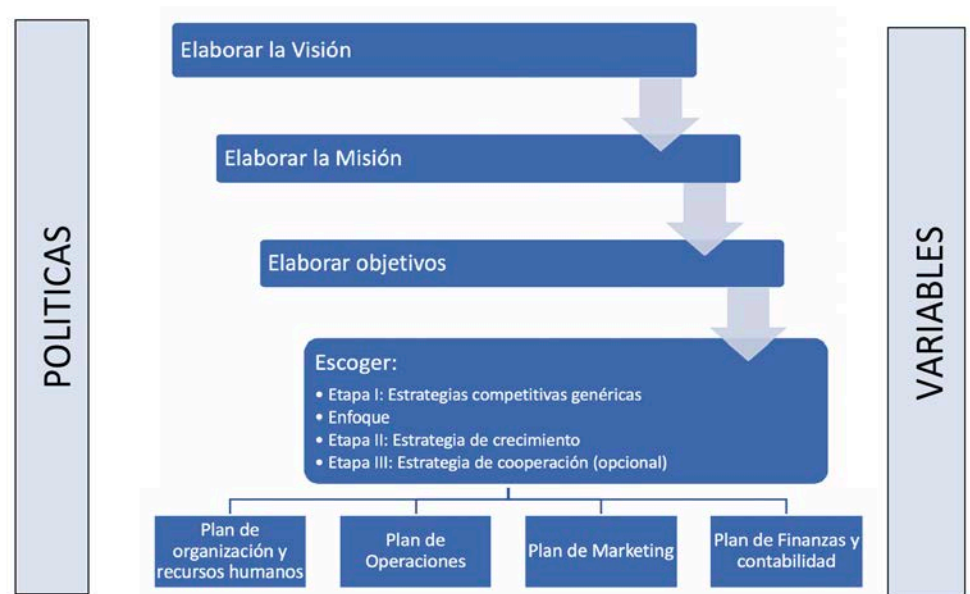 POLITICAS
Elaborar la Visión
Elaborar la Misión
Elaborar objetivos
Escoger:
• Etapa I: Estrategias competitivas genéricas
• Enfoque
• Etapa II: Estrategia de crecimiento
• Etapa III: Estrategia de cooperación (opcional)
Plan de
organización y
recursos humanos
Plan de
Operaciones
Plan de Marketing
Plan de Finanzas y
contabilidad
VARIABLES